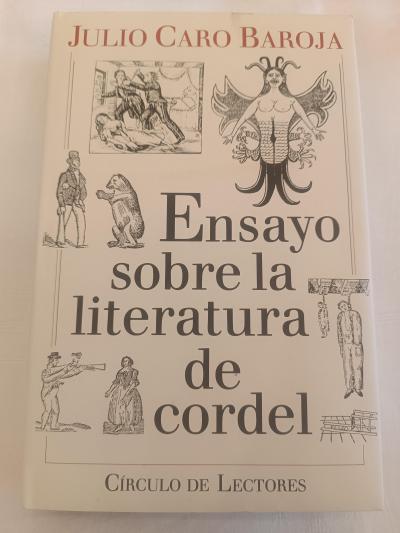 JULIO CARO BAROJA
Ensayo
sobre la
literatura
de
cordel
CÍRCULO DE LECTORES